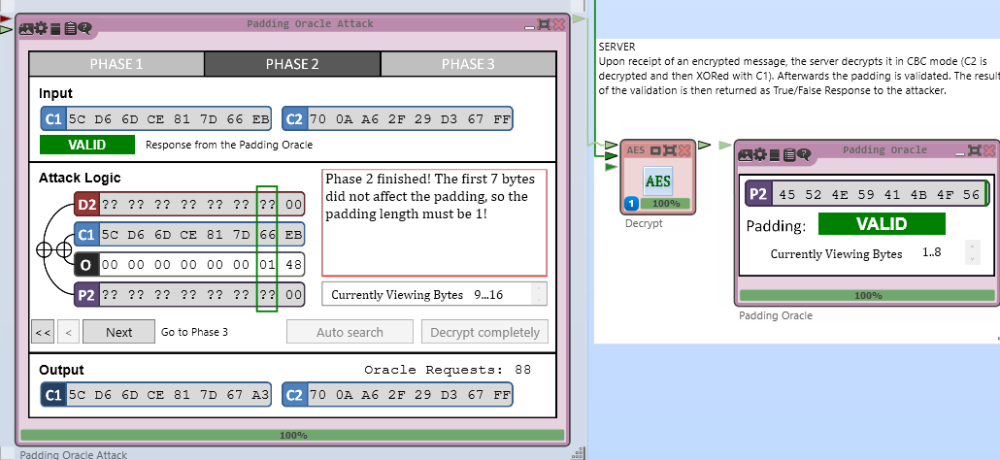 Padding Oracle Attack
PHASE 1 PHASE 2 PHASE 3
Input
C1 5C D6 6D CE 81 7D 66 EB C2 70 0A A6 2F 29 D3 67 FF
VALID Response from the Padding Oracle
Attack Logic
D2 ?? ?? ?? ?? ?? ?? ?? 00
C1 5C D6 6D CE 81 7D 66 EB
O 00 00 00 00 00 00 01 48
P2 ?? ?? ?? ?? ?? ?? ?? 00
Phase 2 finished! The first 7 bytes
did not affect the padding, so the
padding length must be 1!
Currently Viewing Bytes 9...16
<< < Next Go to Phase 3 Auto search Decrypt completely
Output Oracle Requests: 88
C1 5C D6 6D CE 81 7D 67 A3 C2 70 0A A6 2F 29 D3 67 FF
100%
Padding Oracle Attack
SERVER
Upon receipt of an encrypted message, the server decrypts it in CBC mode (C2 is
decrypted and then XORed with C1). Afterwards the padding is validated. The result
of the validation is then returned as True/False Response to the attacker.
AES
AES
1 100%
Decrypt
Padding Oracle
P2 45 52 4E 59 41 4B 4F 56
Padding: VALID
Currently Viewing Bytes 1..8
100%
Padding Oracle